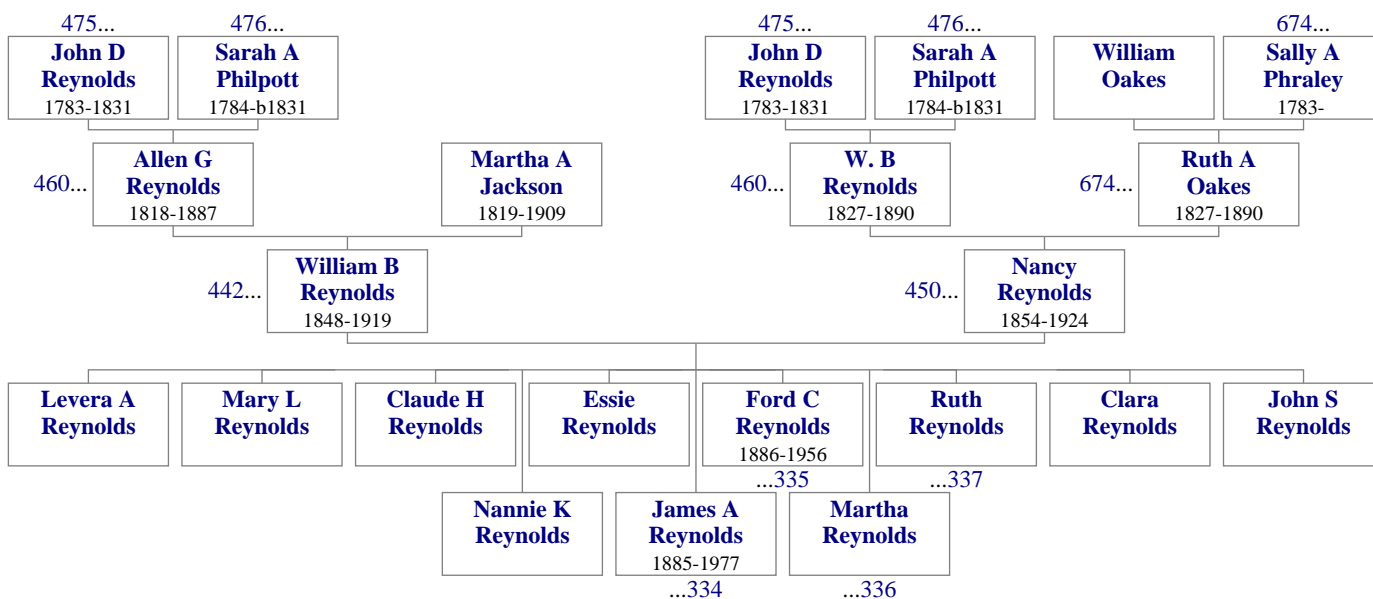 475... 476... 475... 476... 674...
John D Sarah A John D Sarah A William Sally A
Reynolds Philpott Reynolds Philpott Oakes Phraley
1783-1831 1784-b1831 1783-1831 1784-b1831 1783-
Allen G Martha A W. B Ruth A
460... Reynolds Jackson 460... Reynolds 674... Oakes
1818-1887 1819-1909 1827-1890 1827-1890
William B Nancy
442... Reynolds 450... Reynolds
1848-1919 1854-1924
Levera A Mary L Claude H Essie Ford C Ruth Clara John S
Reynolds Reynolds Reynolds Reynolds Reynolds Reynolds Reynolds Reynolds
1886-1956
...335 ...337
Nannie K James A Martha
Reynolds Reynolds Reynolds
1885-1977
...334 ...336